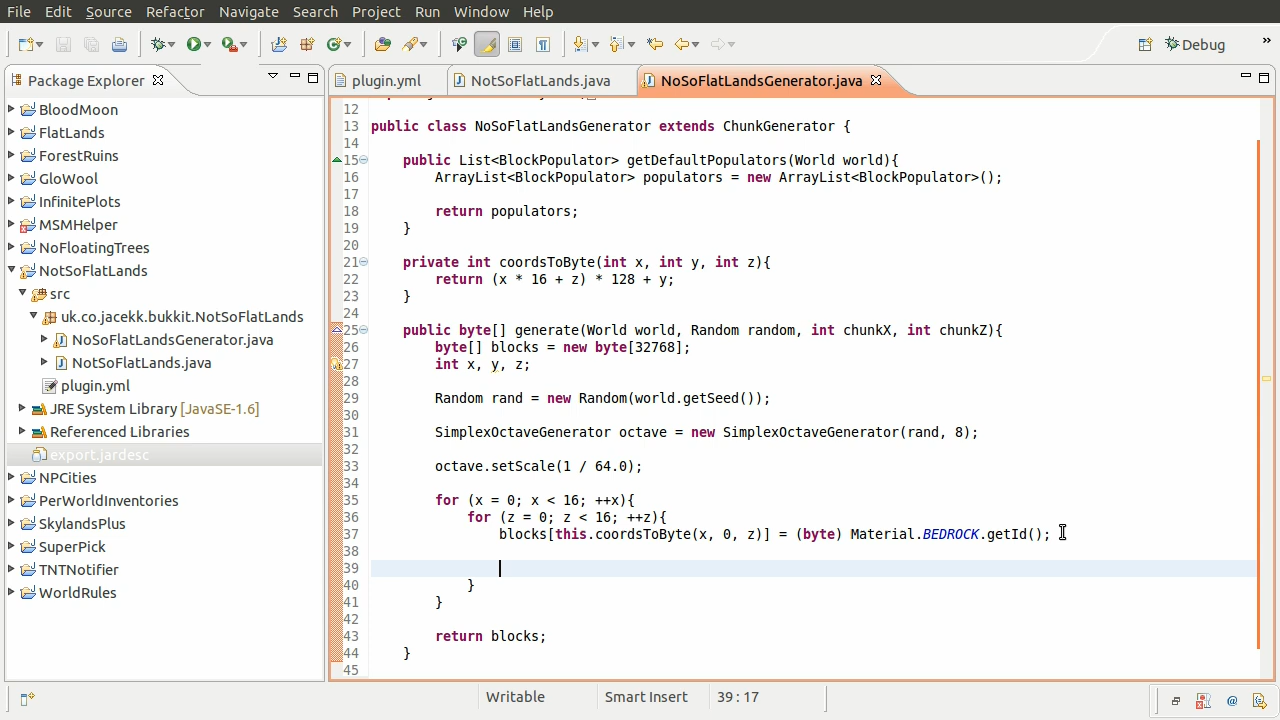 File Edit Source Refactor Navigate Search Project Run Window Help
Debug »
Package Explorer
plugin.yml NotSoFlatLands.java NoSoFlatLandsGenerator.java
BloodMoon
FlatLands
ForestRuins
GloWool
InfinitePlots
MSMHelper
NoFloatingTrees
NotSoFlatLands
src
uk.co.jacekk.bukkit.NotSoFlatLands
NoSoFlatLandsGenerator.java
NotSoFlatLands.java
plugin.yml
JRE System Library [JavaSE-1.6]
Referenced Libraries
export.jardesc
NPCities
PerWorldInventories
SkylandsPlus
SuperPick
TNTNotifier
WorldRules
12
13 public class NoSoFlatLandsGenerator extends ChunkGenerator {
14
15 public List<BlockPopulator> getDefaultPopulators(World world){
16 ArrayList<BlockPopulator> populators = new ArrayList<BlockPopulator>();
17
18 return populators;
19 }
20
21 private int coordsToByte(int x, int y, int z){
22 return (x * 16 + z) * 128 + y;
23 }
24
25 public byte[] generate(World world, Random random, int chunkX, int chunkZ){
26 byte[] blocks = new byte[32768];
27 int x, y, z;
28
29 Random rand = new Random(world.getSeed());
30
31 SimplexOctaveGenerator octave = new SimplexOctaveGenerator(rand, 8);
32
33 octave.setScale(1 / 64.0);
34
35 for (x = 0; x < 16; ++x){
36 for (z = 0; z < 16; ++z){
37 blocks[this.coordsToByte(x, 0, z)] = (byte) Material.BEDROCK.getId();
38
39
40 }
41 }
42
43 return blocks;
44 }
45
Writable Smart Insert 39 : 17